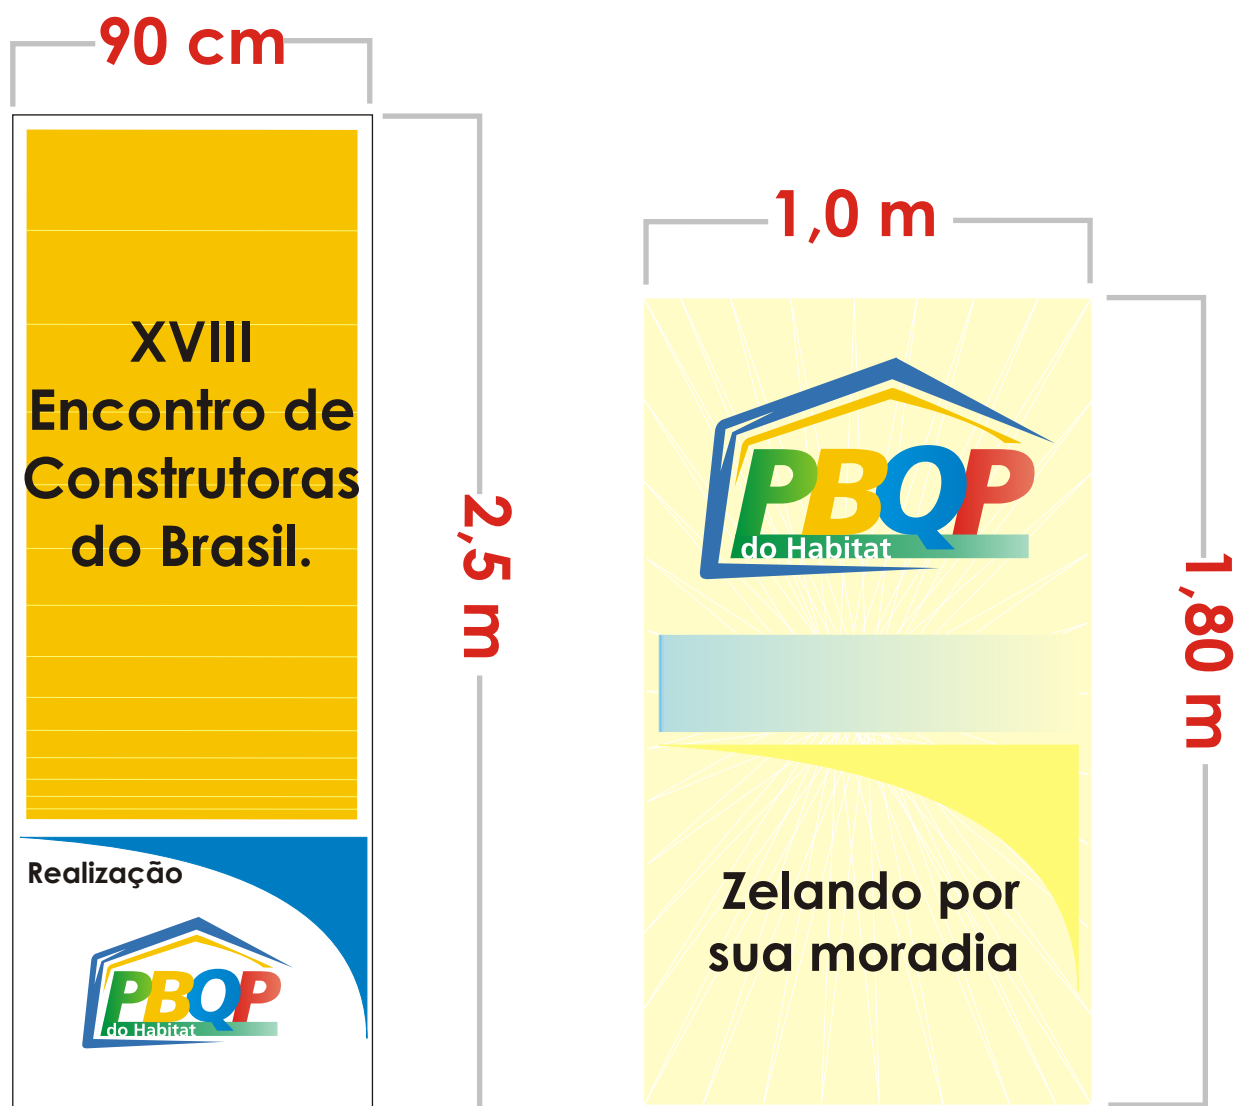 90 cm
XVIII
Encontro de
Construtoras
do Brasil.
2,5 m
Realização
PBQP
do Habitat
1,0 m
PBQP
do Habitat
1,80 m
Zelando por
sua moradia